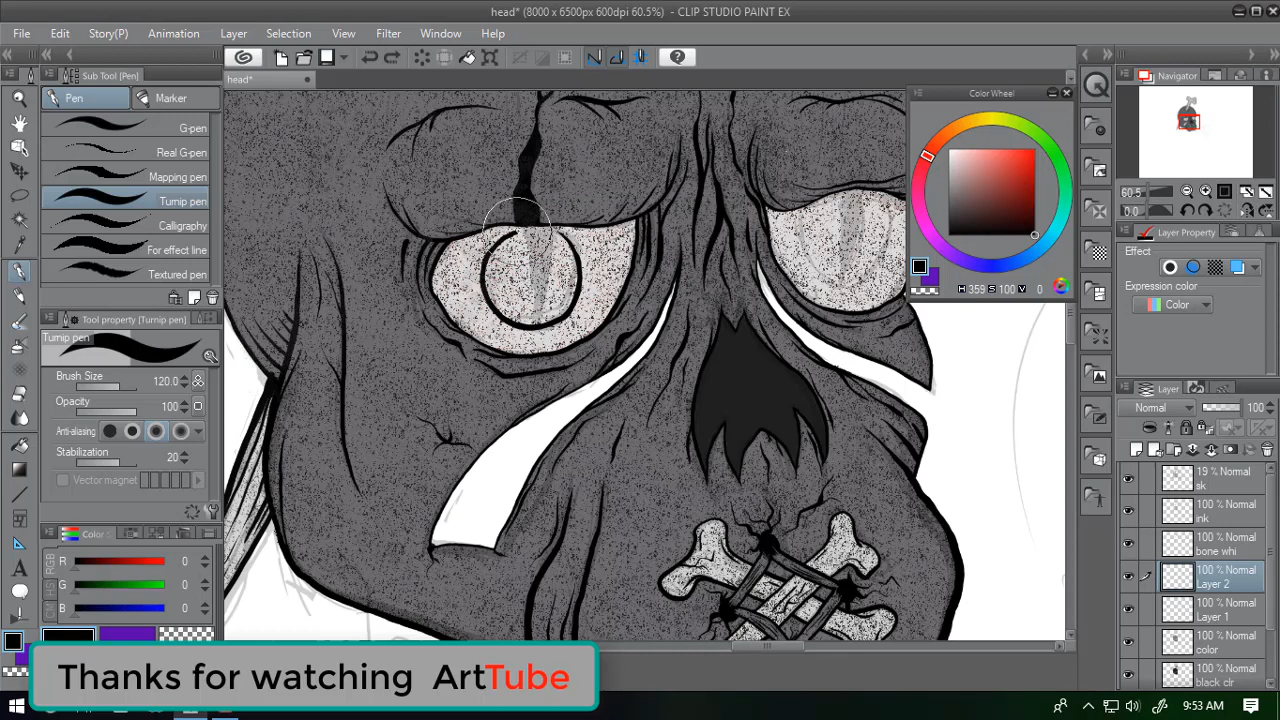 head* (8000 x 6500px 600dpi 60.5%) - CLIP STUDIO PAINT EX
File Edit Story(P) Animation Layer Selection View Filter Window Help
Sub Tool [Pen]
head*
Pen Marker
G-pen
Real G-pen
Mapping pen
Turnip pen
Calligraphy
For effect line
Textured pen
Tool property [Turnip pen]
Turnip pen
Brush Size 120.0
Opacity 100
Anti-aliasing
Stabilization 20
Vector magnet
Color
R 0
G 0
B 0
Color Wheel
H 359 S 100 V 0
Navigator
60.5
0.0
Layer Property
Effect
Expression color
Color
Layer
Normal 100
19 % Normal
sk
100 % Normal
ink
100 % Normal
bone whi
100 % Normal
Layer 2
100 % Normal
Layer 1
100 % Normal
color
100 % Normal
black clr
Thanks for watching ArtTube
9:53 AM